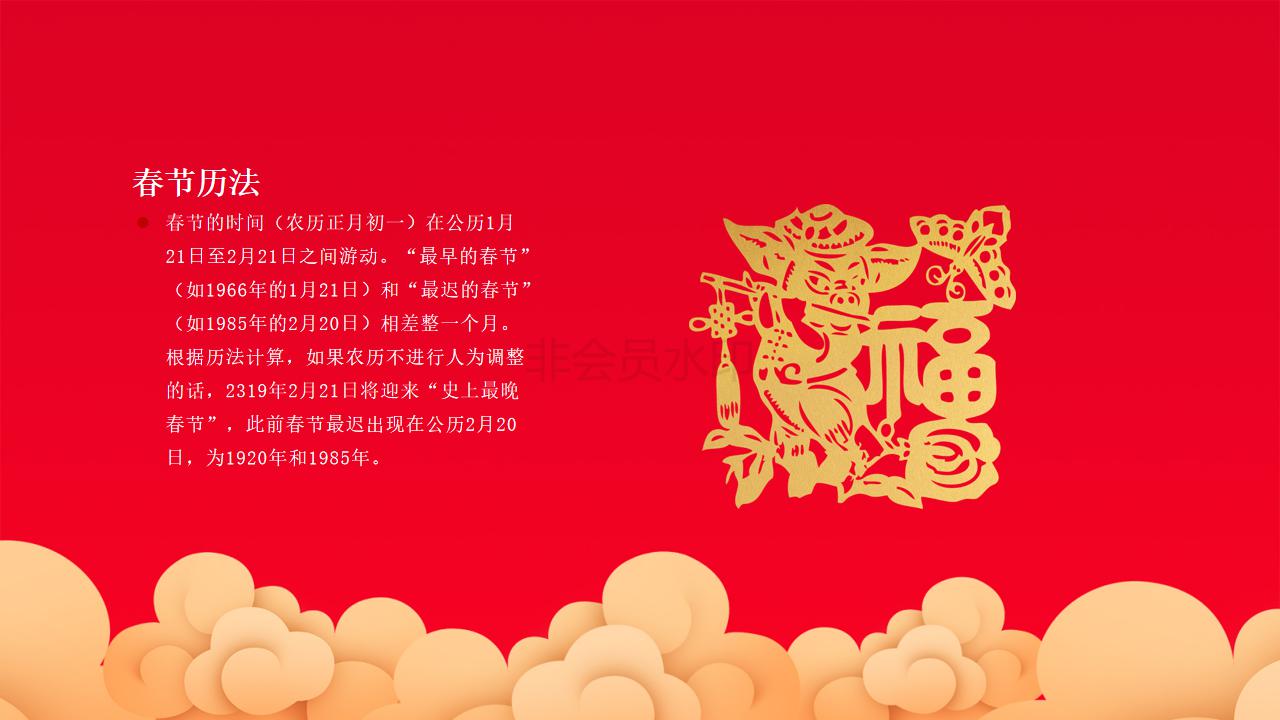 春节历法
春节的时间（农历正月初一）在公历1月
21日至2月21日之间游动。“最早的春节”
（如1966年的1月21日）和“最迟的春节”
（如1985年的2月20日）相差整一个月。
根据历法计算，如果农历不进行人为调整
的话，2319年2月21日将迎来“史上最晚
春节”，此前春节最迟出现在公历2月20
日，为1920年和1985年。
福
非会员水印